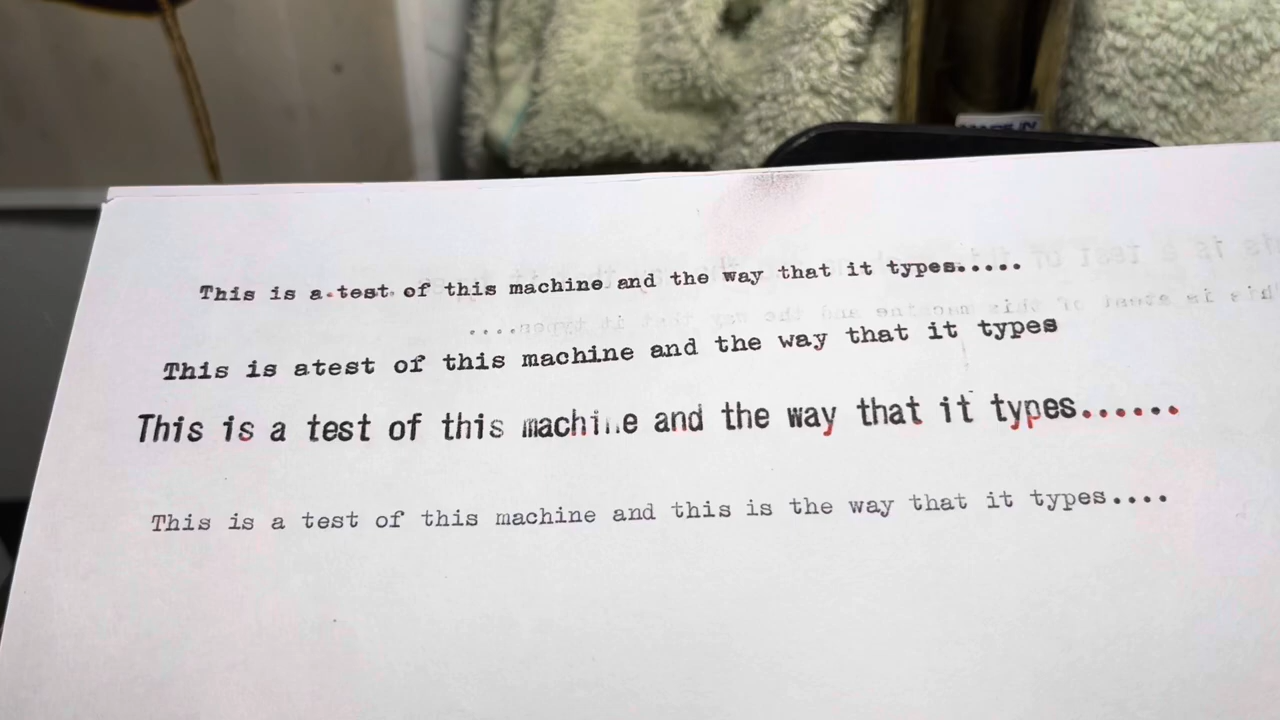 This is a.test. of this machine and the way that it types.....
This is atest of this machine and the way that it types
This is a test of this machine and the way that it types......
This is a test of this machine and this is the way that it types....